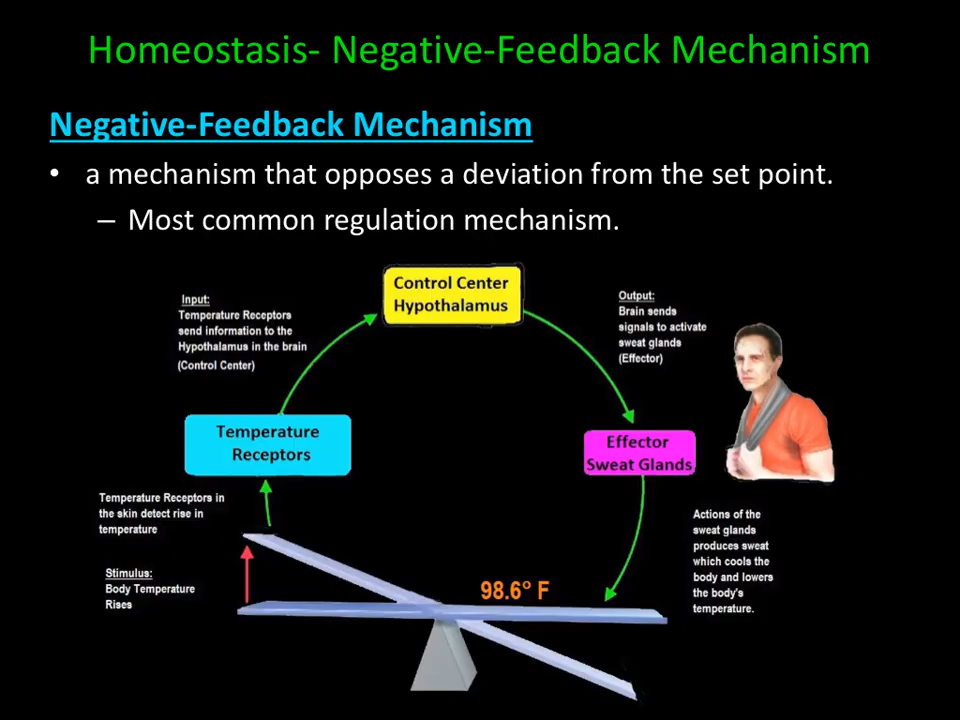 Homeostasis- Negative-Feedback Mechanism
Negative-Feedback Mechanism
• a mechanism that opposes a deviation from the set point.
– Most common regulation mechanism.
Control Center
Hypothalamus
Input:
Temperature Receptors
send information to the
Hypothalamus in the brain
(Control Center)
Output:
Brain sends
signals to activate
sweat glands
(Effector)
Temperature
Receptors
Effector
Sweat Glands
Temperature Receptors in
the skin detect rise in
temperature
Stimulus:
Body Temperature
Rises
98.6° F
Actions of the
sweat glands
produces sweat
which cools the
body and lowers
the body's
temperature.